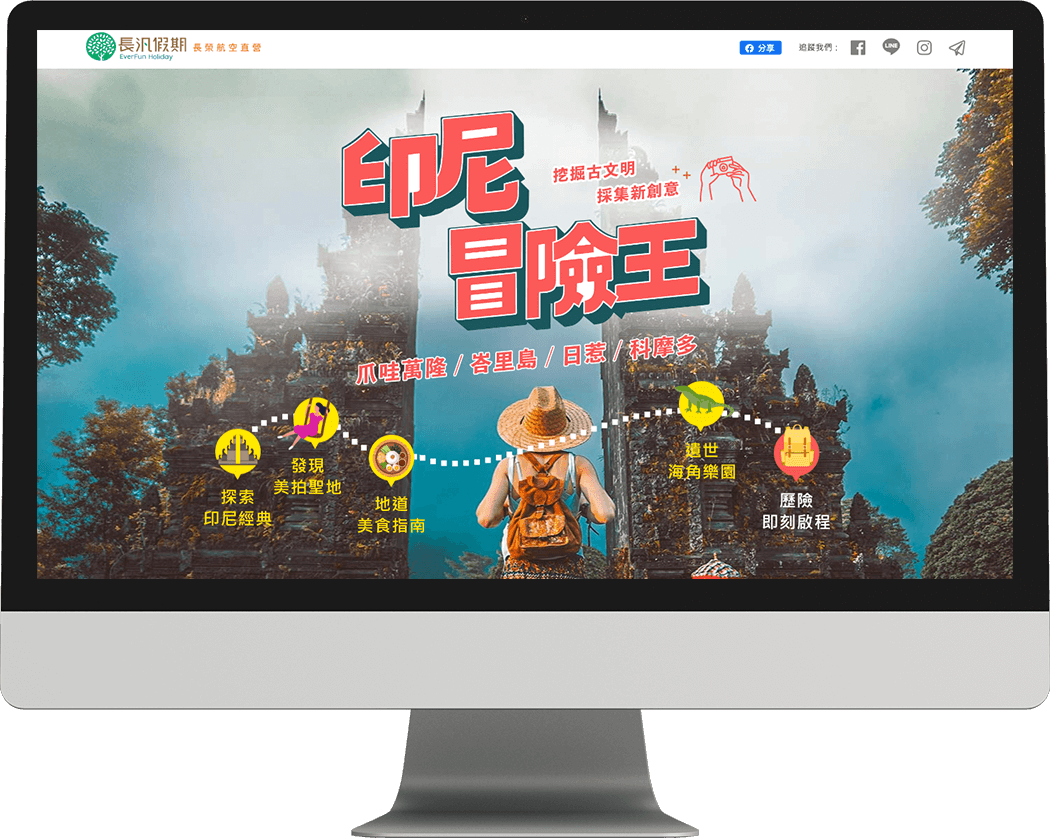 長汎假期 長榮航空直營
EverFun Holiday
分享
追蹤我們：
LINE
印尼
挖掘古文明
採集新創意
冒險王
爪哇萬隆 / 峇里島 / 日惹 / 科摩多
探索
印尼經典
發現
美拍聖地
地道
美食指南
遺世
海角樂園
歷險
即刻啟程